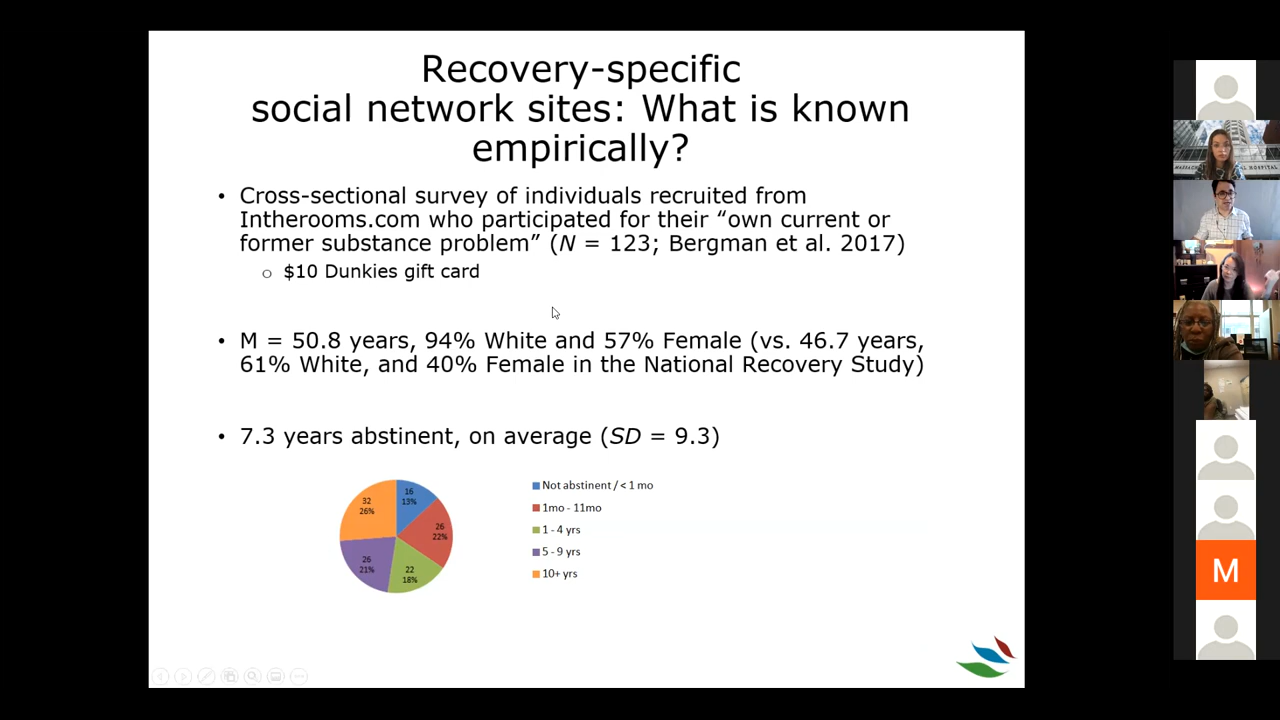 Recovery-specific
social network sites: What is known
empirically?
• Cross-sectional survey of individuals recruited from
Intherooms.com who participated for their “own current or
former substance problem” (N = 123; Bergman et al. 2017)
o $10 Dunkies gift card
• M = 50.8 years, 94% White and 57% Female (vs. 46.7 years,
61% White, and 40% Female in the National Recovery Study)
• 7.3 years abstinent, on average (SD = 9.3)
16
13%
26
22%
22
18%
26
21%
32
26%
Not abstinent / < 1 mo
1mo - 11mo
1 - 4 yrs
5 - 9 yrs
10+ yrs
HOSPITAL
M